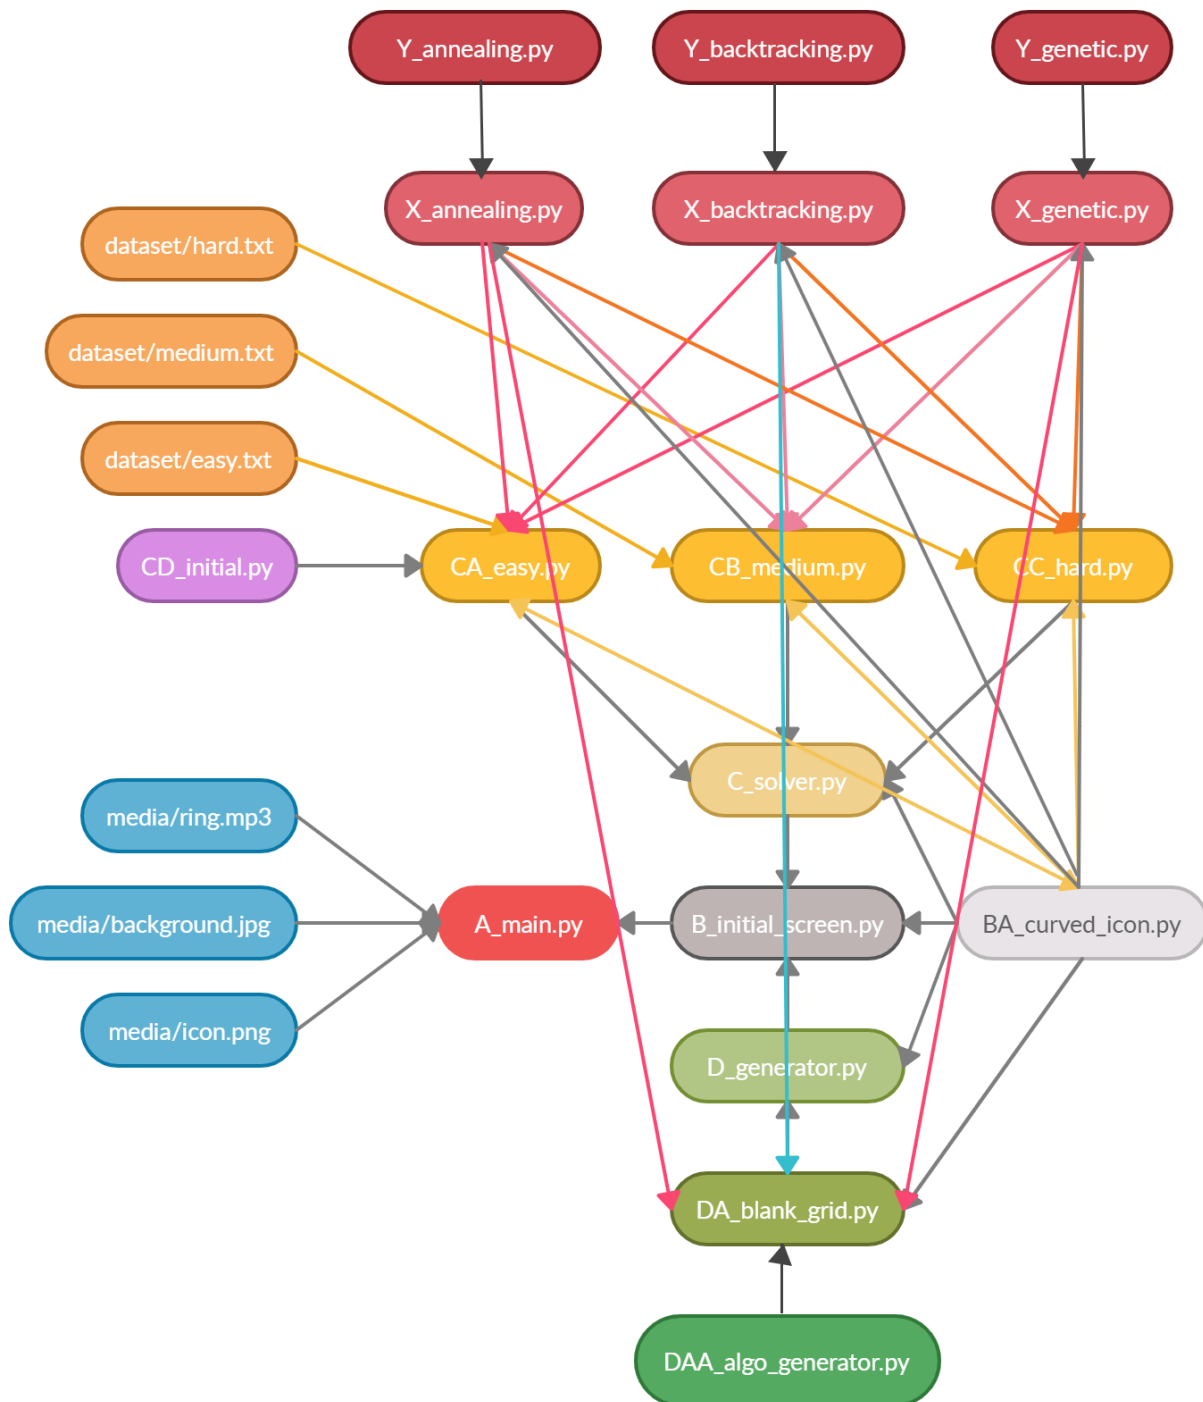 Y_annealing.py
Y_backtracking.py
Y_genetic.py
X_annealing.py
X_backtracking.py
X_genetic.py
dataset/hard.txt
dataset/medium.txt
dataset/easy.txt
CD_initial.py
CA_easy.py
CB_medium.py
CC_hard.py
C_solver.py
media/ring.mp3
media/background.jpg
A_main.py
B_initial_screen.py
BA_curved_icon.py
media/icon.png
D_generator.py
DA_blank_grid.py
DAA_algo_generator.py